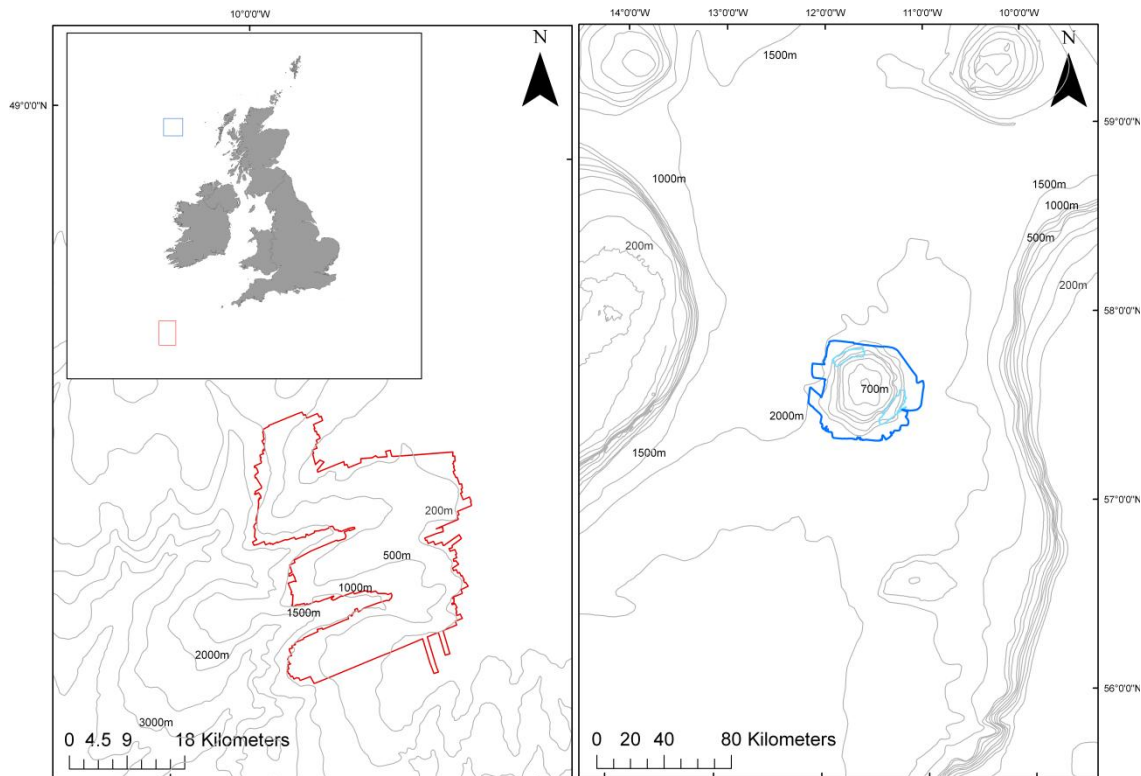 10°0'0"W
N
49°0'0"N
200m
500m
1000m
1500m
2000m
3000m
0 4.5 9 18 Kilometers
14°0'0"W 13°0'0"W 12°0'0"W 11°0'0"W 10°0'0"W
N
1500m
59°0'0"N
1000m
1500m
1000m
500m
200m
200m
58°0'0"N
700m
2000m
1500m
57°0'0"N
56°0'0"N
0 20 40 80 Kilometers